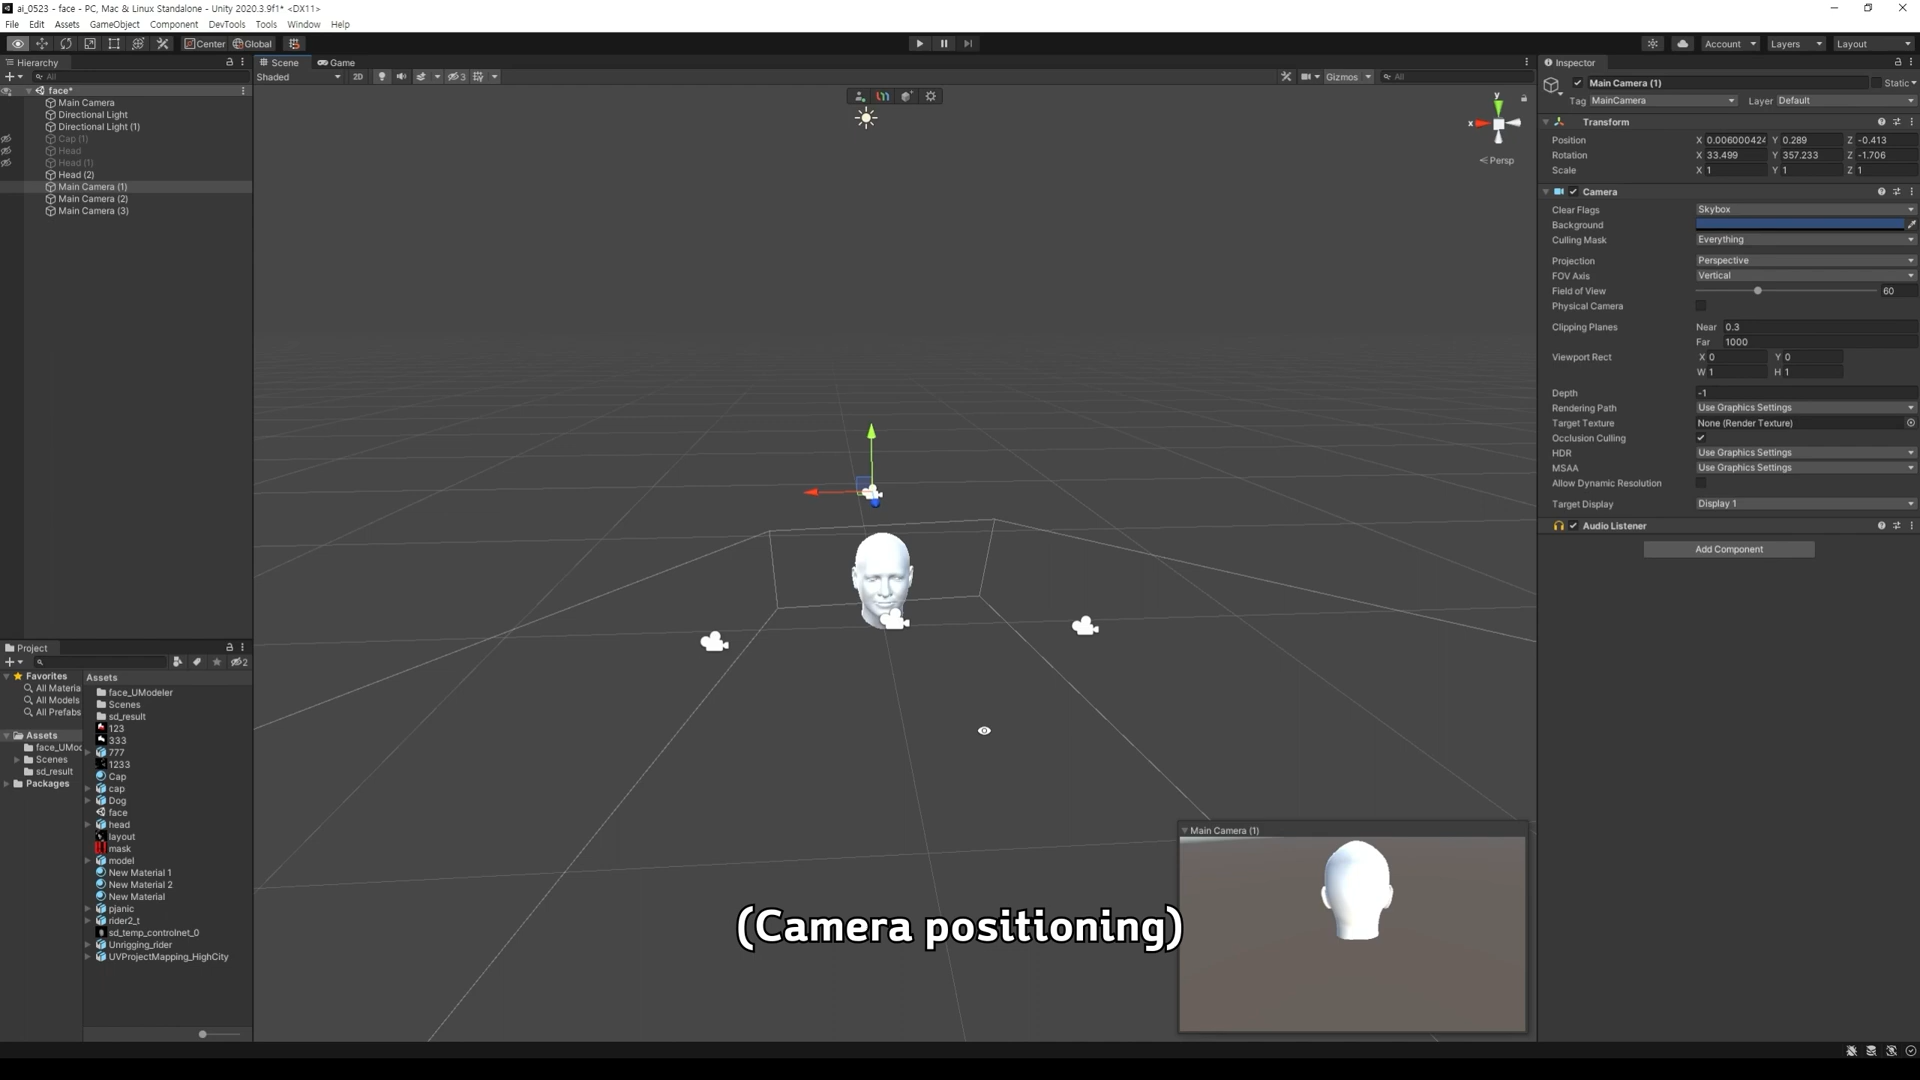 ai_0523 - face - PC, Mac & Linux Standalone - Unity 2020.3.9f1* <DX11>
File Edit Assets GameObject Component DevTools Tools Window Help
Center Global
Account Layers Layout
Hierarchy
All
face*
Main Camera
Directional Light
Directional Light (1)
Cap (1)
Head
Head (1)
Head (2)
Main Camera (1)
Main Camera (2)
Main Camera (3)
Scene Game
Shaded 2D 3 Gizmos All
y
x
Persp
Main Camera (1)
(Camera positioning)
Project
2
Favorites
All Materia
All Models
All Prefabs
Assets
face_UMod
Scenes
sd_result
Packages
Assets
face_UModeler
Scenes
sd_result
123
333
777
1233
Cap
cap
Dog
face
head
layout
mask
model
New Material 1
New Material 2
New Material
pjanic
rider2_t
sd_temp_controlnet_0
Unrigging_rider
UVProjectMapping_HighCity
Inspector
Main Camera (1) Static
Tag MainCamera Layer Default
Transform
Position X 0.006000424 Y 0.289 Z -0.413
Rotation X 33.499 Y 357.233 Z -1.706
Scale X 1 Y 1 Z 1
Camera
Clear Flags Skybox
Background
Culling Mask Everything
Projection Perspective
FOV Axis Vertical
Field of View 60
Physical Camera
Clipping Planes Near 0.3
Far 1000
Viewport Rect X 0 Y 0
W 1 H 1
Depth -1
Rendering Path Use Graphics Settings
Target Texture None (Render Texture)
Occlusion Culling
HDR Use Graphics Settings
MSAA Use Graphics Settings
Allow Dynamic Resolution
Target Display Display 1
Audio Listener
Add Component